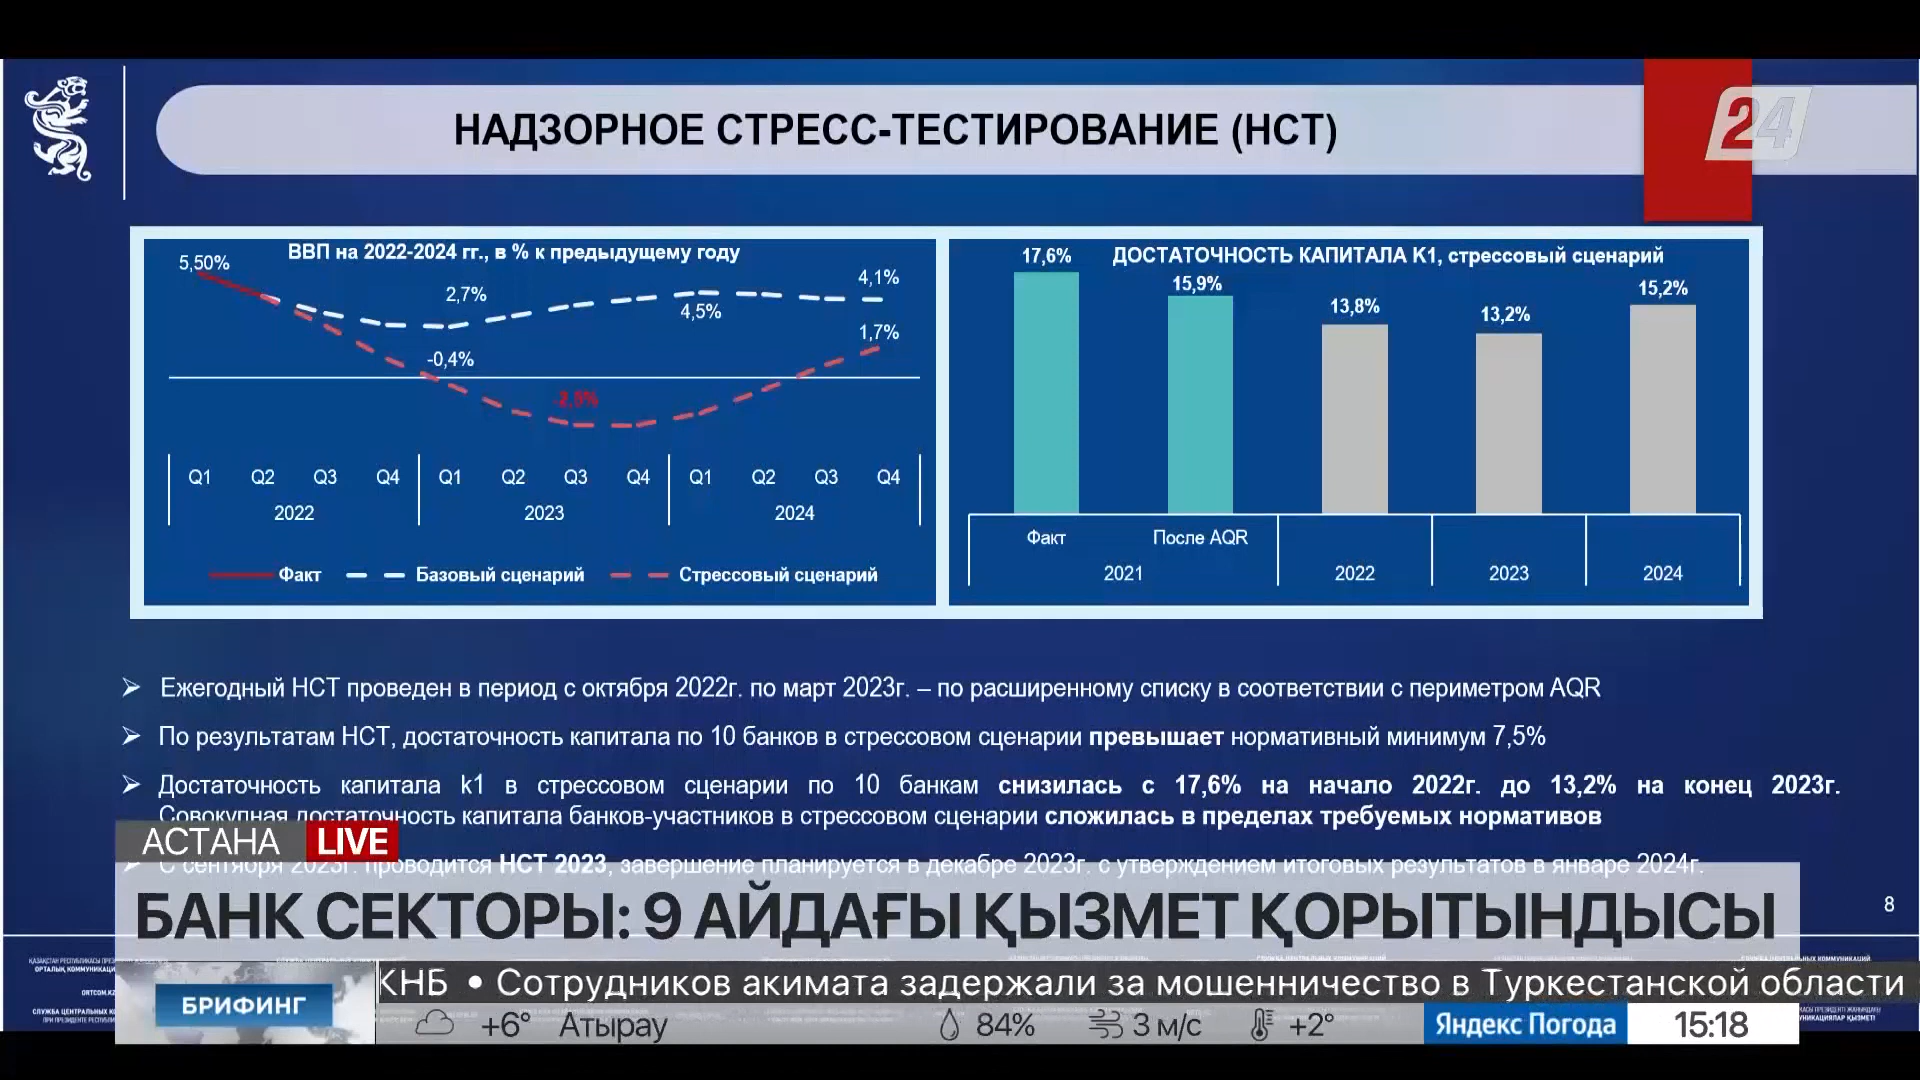 НАДЗОРНОЕ СТРЕСС-ТЕСТИРОВАНИЕ (НСТ)
24
ВВП на 2022-2024 гг., в % к предыдущему году
5,50%
2,7%
4,5%
4,1%
1,7%
-0,4%
-2,5%
Q1 Q2 Q3 Q4 Q1 Q2 Q3 Q4 Q1 Q2 Q3 Q4
2022 2023 2024
Факт Базовый сценарий Стрессовый сценарий
ДОСТАТОЧНОСТЬ КАПИТАЛА K1, стрессовый сценарий
17,6%
15,9%
13,8%
13,2%
15,2%
Факт После AQR
2021 2022 2023 2024
Ежегодный НСТ проведен в период с октября 2022г. по март 2023г. – по расширенному списку в соответствии с периметром AQR
По результатам НСТ, достаточность капитала по 10 банков в стрессовом сценарии превышает нормативный минимум 7,5%
Достаточность капитала k1 в стрессовом сценарии по 10 банкам снизилась с 17,6% на начало 2022г. до 13,2% на конец 2023г.
Совокупная достаточность капитала банков-участников в стрессовом сценарии сложилась в пределах требуемых нормативов
С сентября 2023г. проводится НСТ 2023, завершение планируется в декабре 2023г. с утверждением итоговых результатов в январе 2024г.
8
АСТАНА LIVE
БАНК СЕКТОРЫ: 9 АЙДАҒЫ ҚЫЗМЕТ ҚОРЫТЫНДЫСЫ
БРИФИНГ
КНБ • Сотрудников акимата задержали за мошенничество в Туркестанской области
+6° Атырау 84% 3 м/с +2° Яндекс Погода 15:18
ORTCOM.KZ